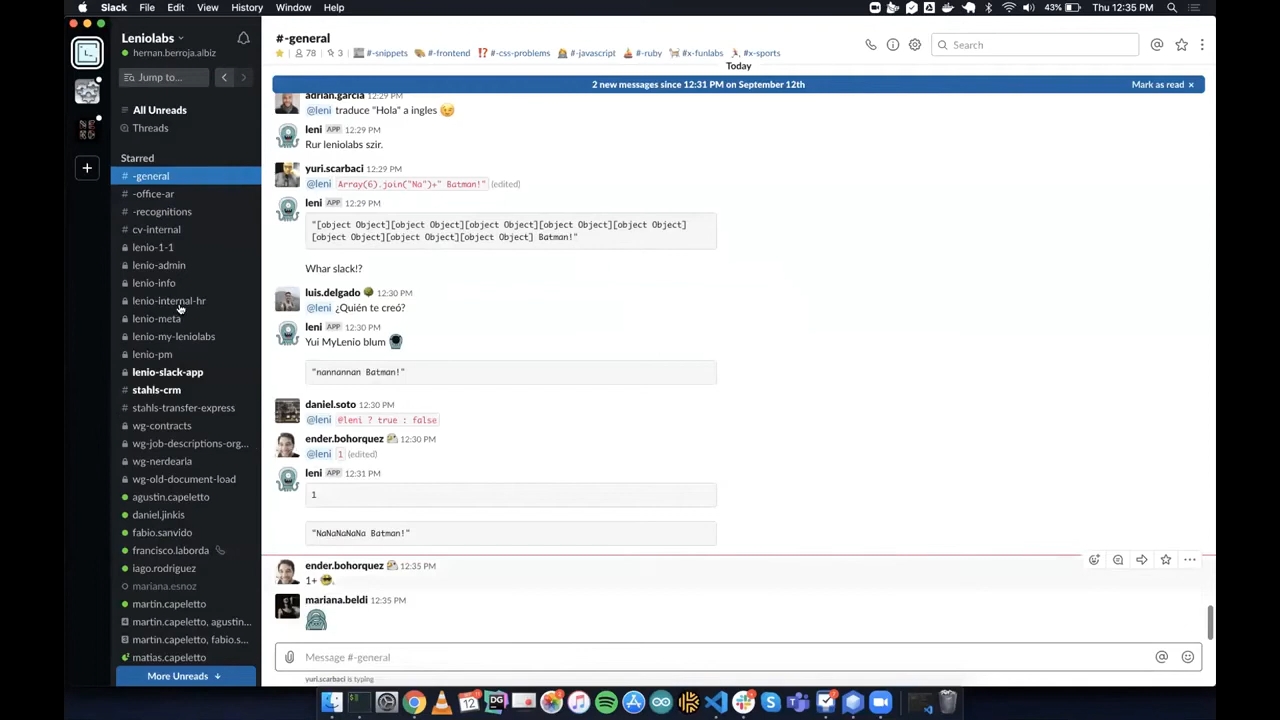 Slack File Edit View History Window Help
43% Thu 12:35 PM
Leniolabs
hernan.berroja.albiz
Jump to...
All Unreads
Threads
Starred
# -general
# -office-ar
# -recognitions
# cv-internal
lenio-1-1
lenio-admin
lenio-info
lenio-internal-hr
lenio-meta
lenio-my-leniolabs
lenio-pm
lenio-slack-app
# stahls-crm
# stahls-transfer-express
wg-contracts
wg-job-descriptions-org...
wg-nerdearla
wg-old-document-load
agustin.capeletto
daniel.jinkis
fabio.sanvido
francisco.laborda
iago.rodriguez
mariana.esnoz
martin.capeletto
martin.capeletto, agustin...
martin.capeletto, fabio.s...
matias.capeletto
More Unreads ↓
#-general
78 3 #-snippets #-frontend #-css-problems #-javascript #-ruby #x-funlabs #x-sports
Search
Today
2 new messages since 12:31 PM on September 12th Mark as read ×
adrian.garcia 12:29 PM
@leni traduce "Hola" a ingles
leni APP 12:29 PM
Rur leniolabs szir.
yuri.scarbaci 12:29 PM
@leni Array(6).join("Na")+" Batman!" (edited)
leni APP 12:29 PM
"[object Object][object Object][object Object][object Object][object Object]
[object Object][object Object][object Object] Batman!"
Whar slack!?
luis.delgado 12:30 PM
@leni ¿Quién te creó?
leni APP 12:30 PM
Yui MyLenio blum
"nannannan Batman!"
daniel.soto 12:30 PM
@leni @leni ? true : false
ender.bohorquez 12:30 PM
@leni 1 (edited)
leni APP 12:31 PM
1
"NaNaNaNaNa Batman!"
ender.bohorquez 12:35 PM
1+
mariana.beldi 12:35 PM
Message #-general
yuri.scarbaci is typing